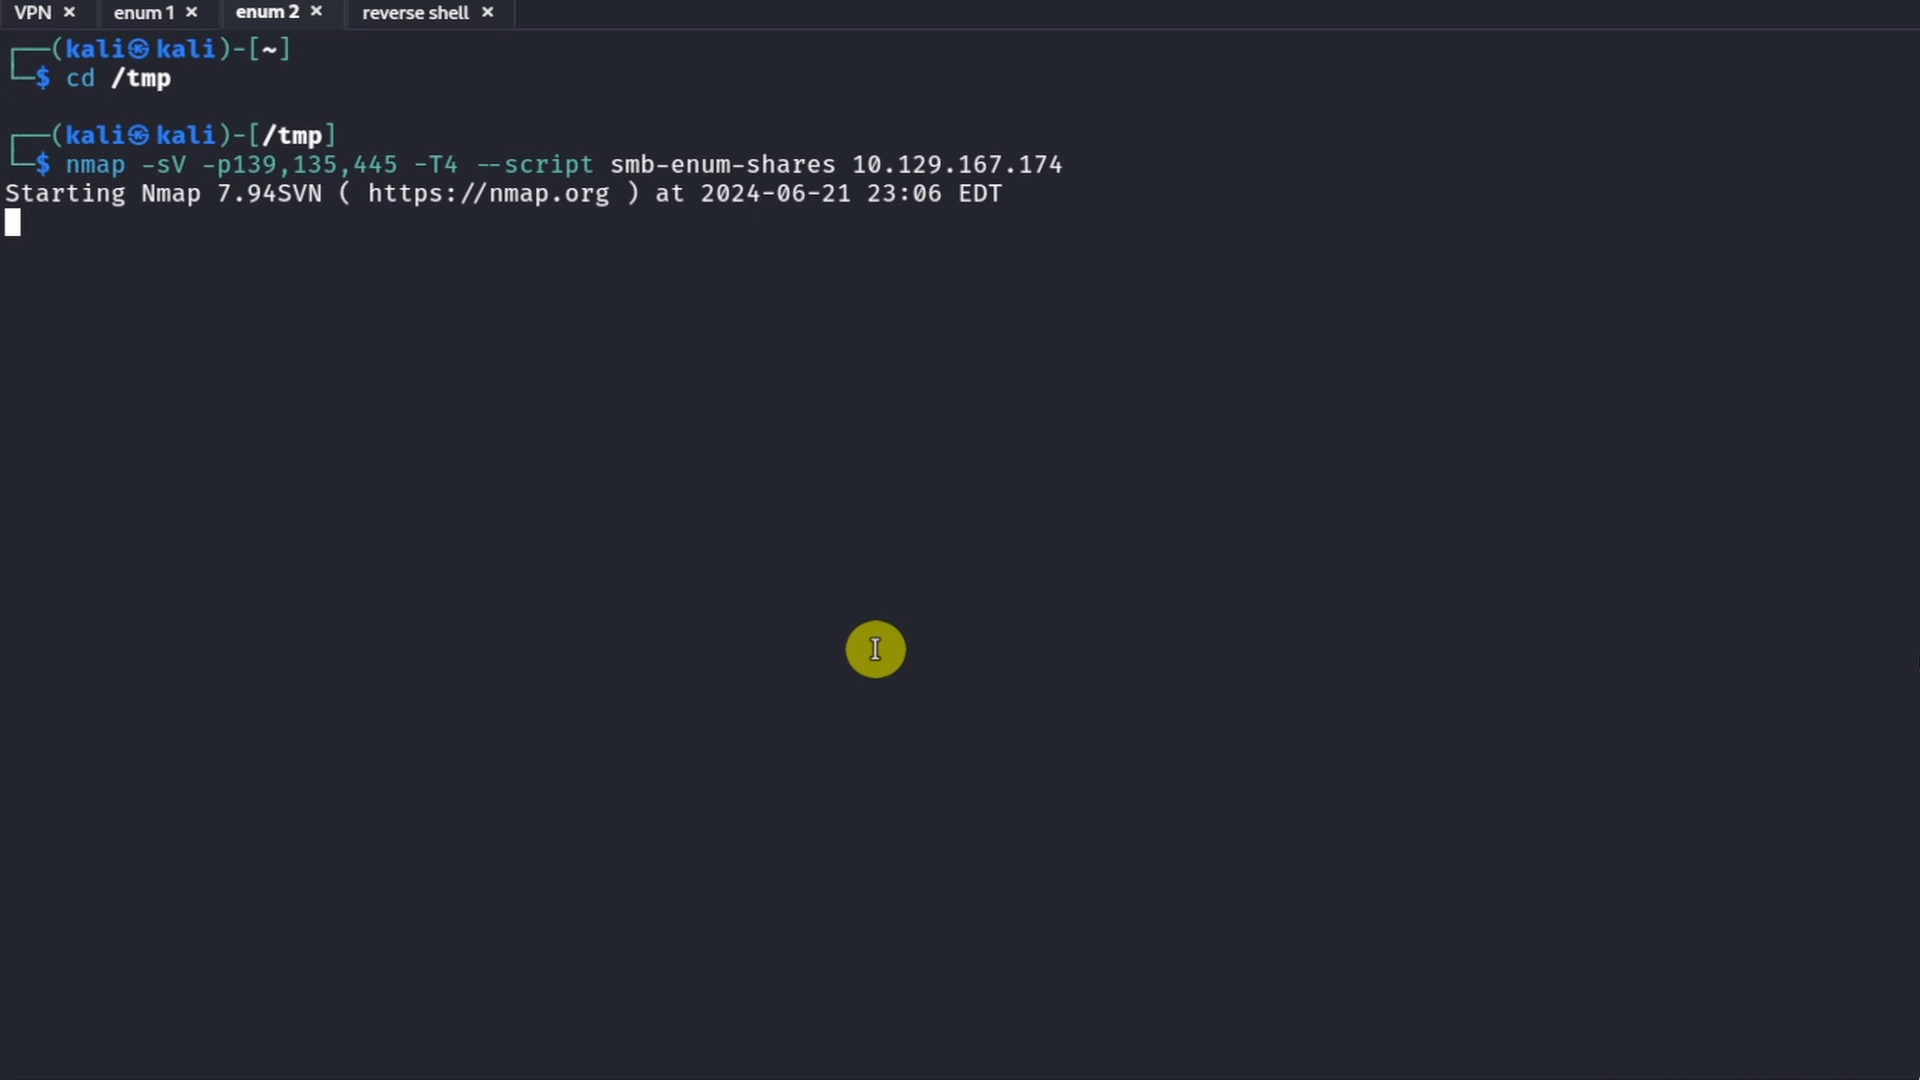 VPN × enum 1 × enum 2 × reverse shell ×
┌──(kali㉿kali)-[~]
└─$ cd /tmp
┌──(kali㉿kali)-[/tmp]
└─$ nmap -sV -p139,135,445 -T4 --script smb-enum-shares 10.129.167.174
Starting Nmap 7.94SVN ( https://nmap.org ) at 2024-06-21 23:06 EDT